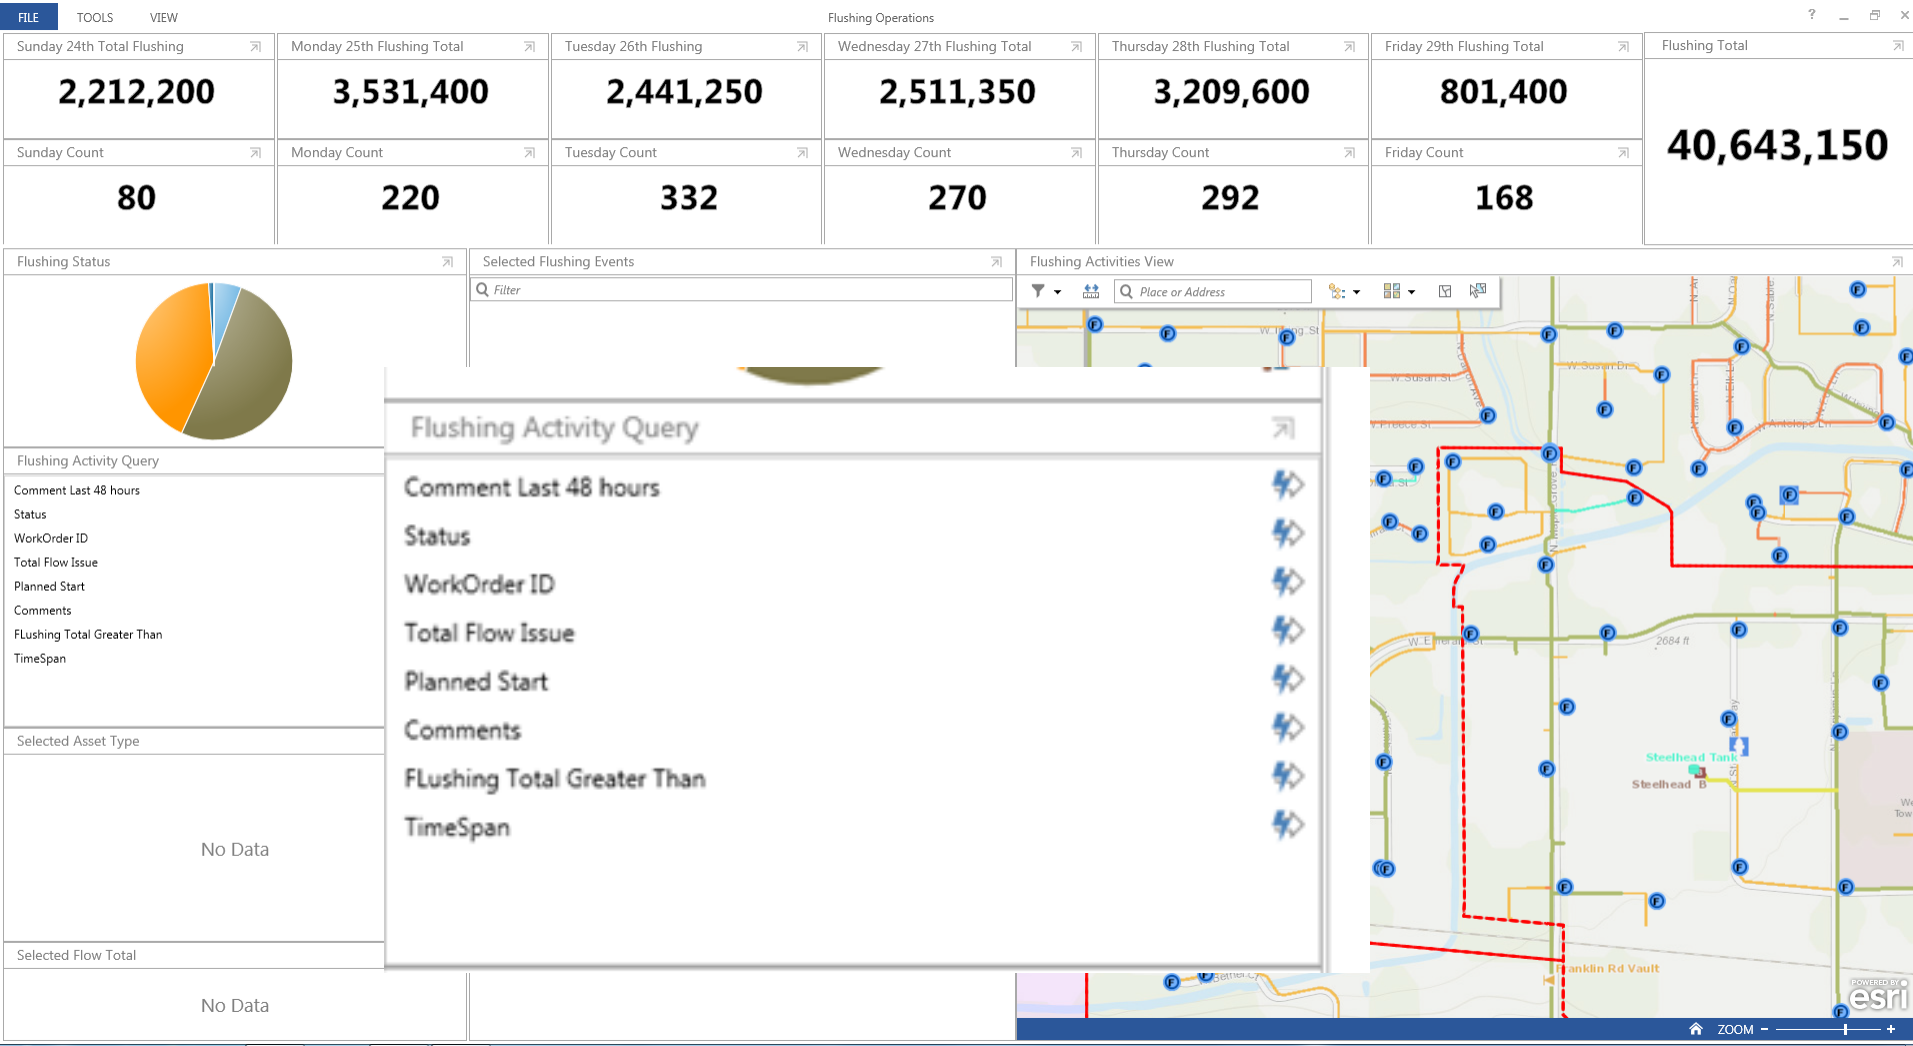 FILE TOOLS VIEW Flushing Operations ?
Sunday 24th Total Flushing
2,212,200
Monday 25th Flushing Total
3,531,400
Tuesday 26th Flushing
2,441,250
Wednesday 27th Flushing Total
2,511,350
Thursday 28th Flushing Total
3,209,600
Friday 29th Flushing Total
801,400
Flushing Total
40,643,150
Sunday Count
80
Monday Count
220
Tuesday Count
332
Wednesday Count
270
Thursday Count
292
Friday Count
168
Flushing Status
Flushing Activity Query
Comment Last 48 hours
Status
WorkOrder ID
Total Flow Issue
Planned Start
Comments
FLushing Total Greater Than
TimeSpan
Selected Asset Type
No Data
Selected Flow Total
No Data
Selected Flushing Events
Filter
Flushing Activity Query
Comment Last 48 hours
Status
WorkOrder ID
Total Flow Issue
Planned Start
Comments
FLushing Total Greater Than
TimeSpan
Flushing Activities View
Place or Address
W. Susan St
W. Susan Dr
W. Preece St
W. Antelope Ln
2684 ft
Steelhead Tank
Steelhead B
Franklin Rd Vault
POWERED BY
esri
ZOOM